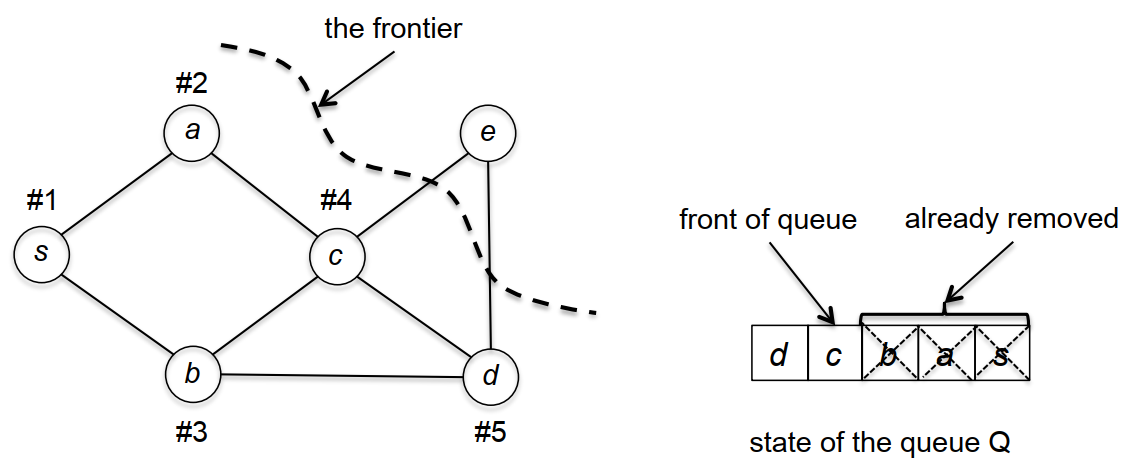 the frontier
#2
a
e
#1
#4
s
c
b
d
#3
#5
front of queue
already removed
d c b a s
state of the queue Q